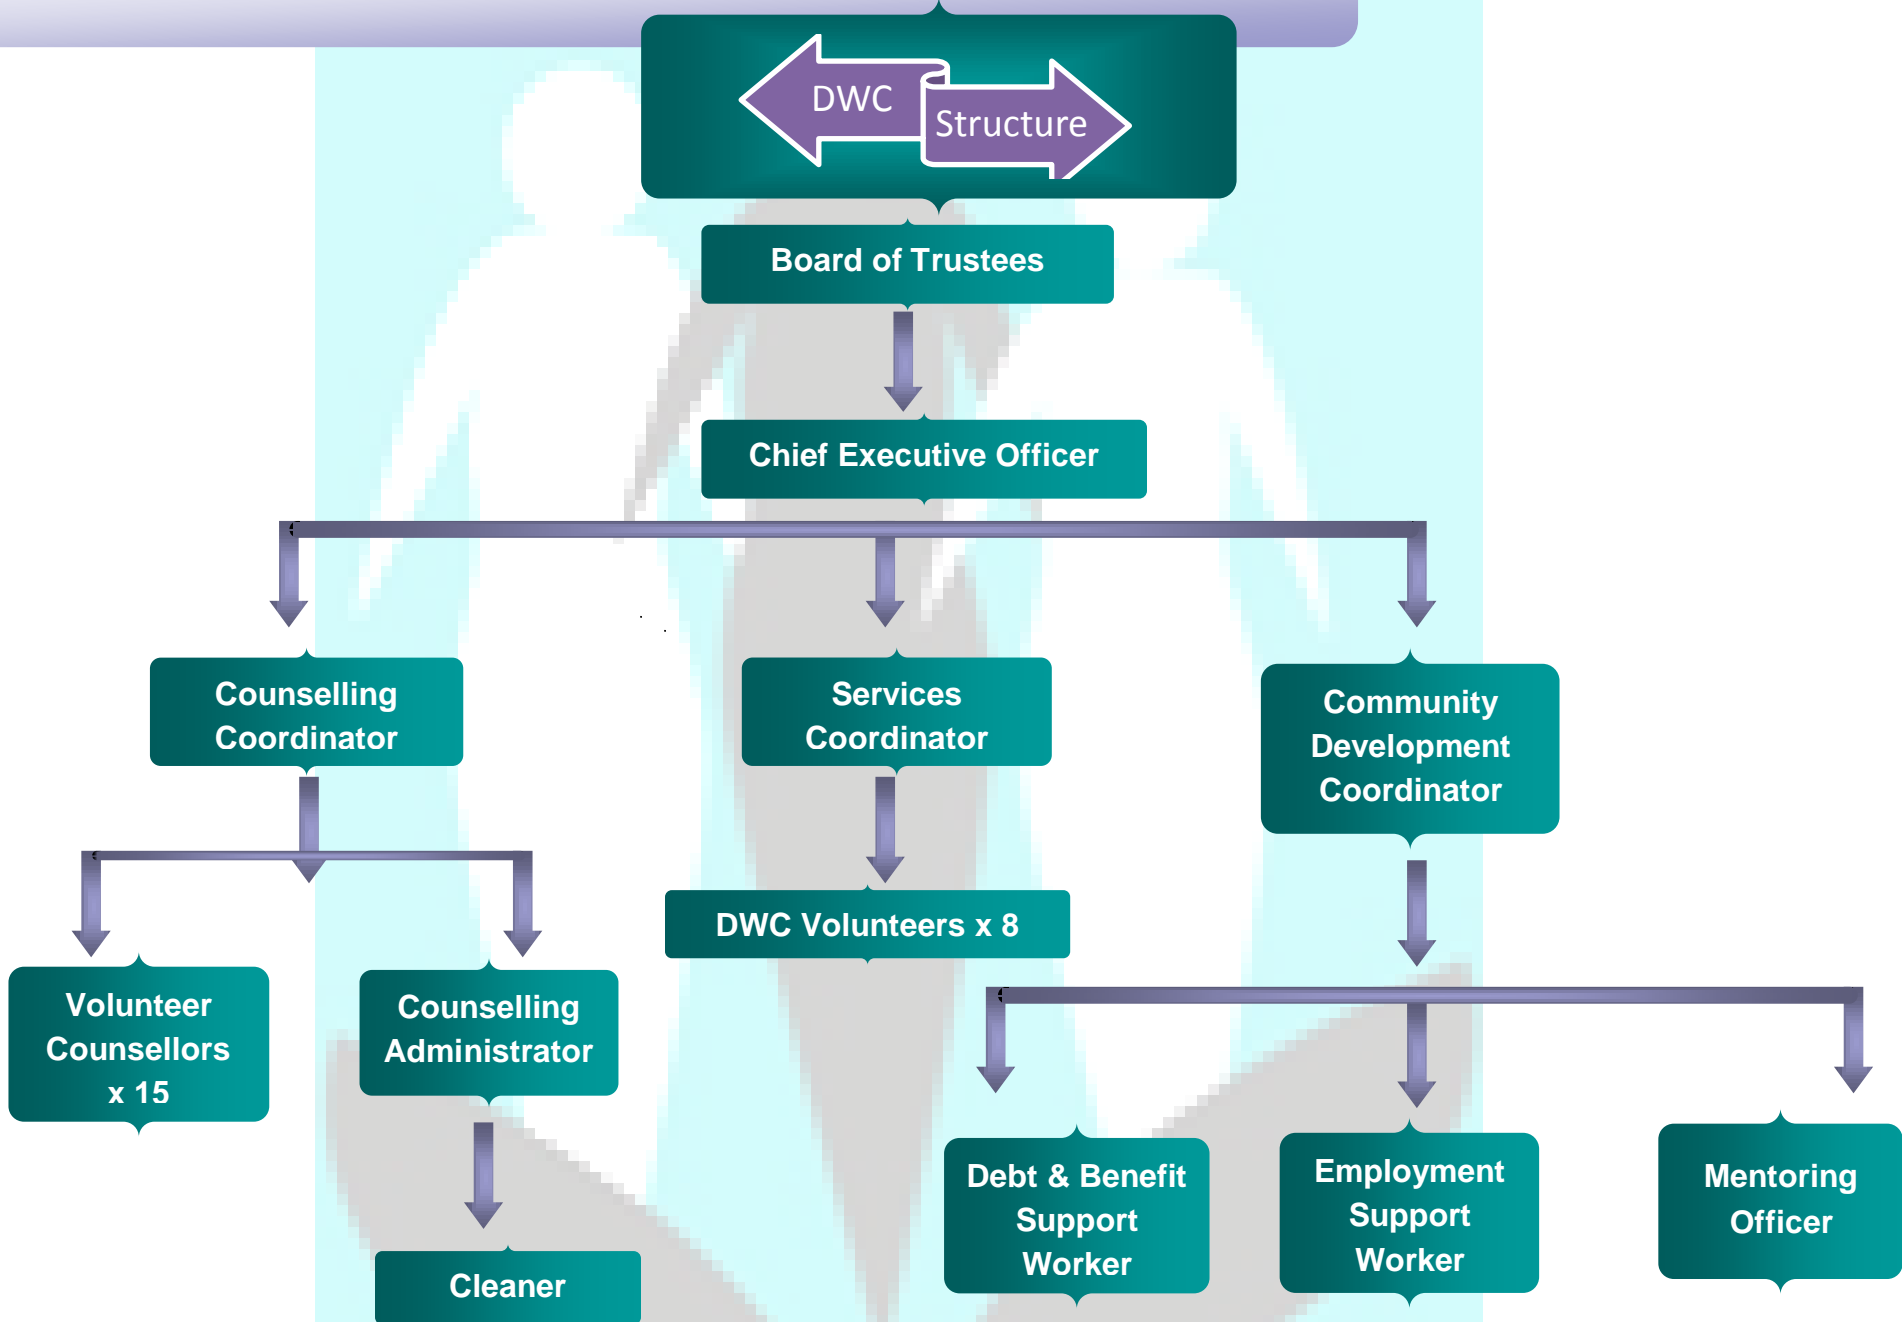 DWC
Structure
Board of Trustees
Chief Executive Officer
Counselling
Coordinator
Services
Coordinator
Community
Development
Coordinator
DWC Volunteers x 8
Volunteer
Counsellors
x 15
Counselling
Administrator
Debt & Benefit
Support
Worker
Employment
Support
Worker
Mentoring
Officer
Cleaner